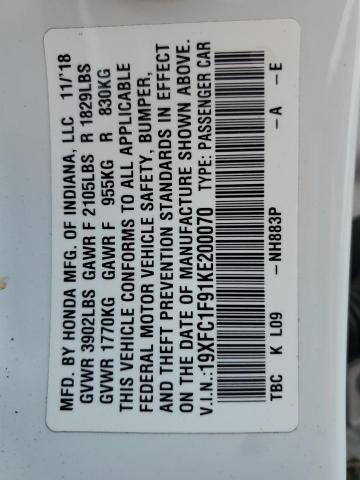 MFD. BY HONDA MFG. OF INDIANA, LLC 11/'18
GVWR 3902LBS GAWR F 2105LBS R 1829LBS
GVWR 1770KG GAWR F 955KG R 830KG
THIS VEHICLE CONFORMS TO ALL APPLICABLE
FEDERAL MOTOR VEHICLE SAFETY, BUMPER,
AND THEFT PREVENTION STANDARDS IN EFFECT
ON THE DATE OF MANUFACTURE SHOWN ABOVE.
V.I.N.:19XFC1F91KE200070 TYPE: PASSENGER CAR
TBC K L09 -NH883P -A -E